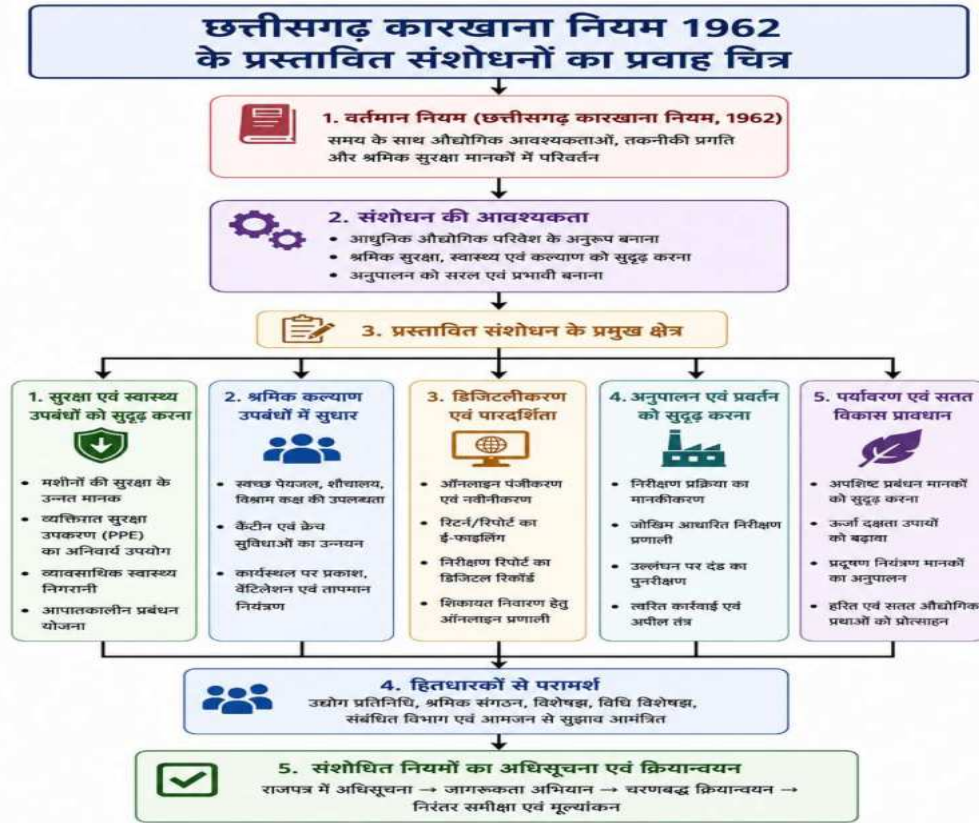 छत्तीसगढ़ कारखाना नियम 1962
के प्रस्तावित संशोधनों का प्रवाह चित्र
1. वर्तमान नियम (छत्तीसगढ़ कारखाना नियम, 1962)
समय के साथ औद्योगिक आवश्यकताओं, तकनीकी प्रगति
और श्रमिक सुरक्षा मानकों में परिवर्तन
2. संशोधन की आवश्यकता
• आधुनिक औद्योगिक परिवेश के अनुरूप बनाना
• श्रमिक सुरक्षा, स्वास्थ्य एवं कल्याण को सुदृढ़ करना
• अनुपालन को सरल एवं प्रभावी बनाना
3. प्रस्तावित संशोधन के प्रमुख क्षेत्र
1. सुरक्षा एवं स्वास्थ्य
उपबंधों को सुदृढ़ करना
• मशीनों की सुरक्षा के
उन्नत मानक
• व्यक्तिरात सुरक्षा
उपकरण (PPE)
का अनिवार्य उपयोग
• व्यावसाथिक स्वास्थ्य
निगरानी
• आपातकालीन प्रबंधन
योजना
2. श्रमिक कल्याण
उपबंधों में सुधार
• स्वच्छ पेयजल, शौचालय,
विश्राम कक्ष की उपलब्धता
• कैंटीन एवं क्रेच
सुविधाओं का उन्नयन
• कार्यस्थल पर प्रकाश,
वेंटिलेशन एवं तापमान
नियंत्रण
3. डिजिटलीकरण
एवं पारदर्शिता
• ऑनलाइन पंजीकरण
एवं नवीनीकरण
• रिटर्न/रिपोर्ट का
ई-फाइलिंग
• निरीक्षण रिपोर्ट का
डिजिटल रिकॉर्ड
• शिकायत निवारण हेतु
ऑनलाइन प्रणाली
4. अनुपालन एवं प्रवर्तन
को सुदृढ़ करना
• निरीक्षण प्रक्रिया का
मानकीकरण
• जोखिम आधारित निरीक्षण
प्रणाली
• उल्लंघन पर दंड का
पुनरीक्षण
• त्वरित कार्रवाई एवं
अपील तंत्र
5. पर्यावरण एवं सतत
विकास प्रावधान
• अपशिष्ट प्रबंधन मानकों
को सुदृढ़ करना
• ऊर्जा दक्षता उपायों
को बढ़ावा
• प्रदूषण नियंत्रण मानकों
का अनुपालन
• हरित एवं सतत औद्योगिक
प्रथाओं को प्रोत्साहन
4. हितधारकों से परामर्श
उद्योग प्रतिनिधि, श्रमिक संगठन, विशेषज्ञ, विधि विशेषज्ञ,
संबंधित विभाग एवं आमजन से सुझाव आमंत्रित
5. संशोधित नियमों का अधिसूचना एवं क्रियान्वयन
राजपत्र में अधिसूचना → जागरूकता अभियान → चरणबद्ध क्रियान्वयन →
निरंतर समीक्षा एवं मूल्यांकन